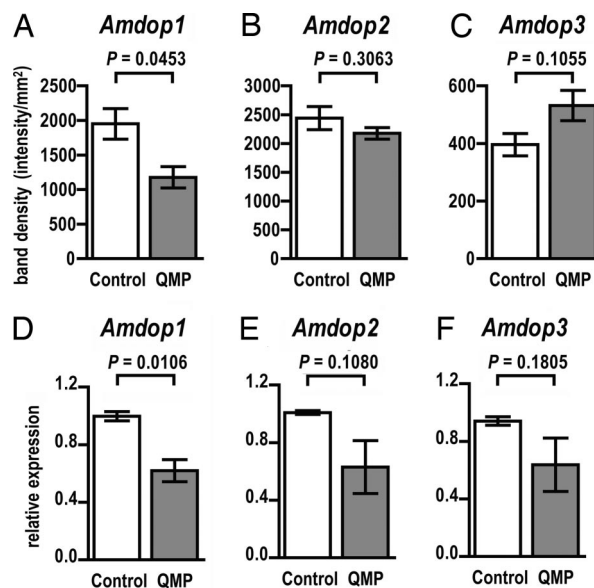 A Amdop1
P = 0.0453
band density (intensity/mm²)
2500
2000
1500
1000
500
0
Control QMP
B Amdop2
P = 0.3063
3000
2500
2000
1500
1000
500
0
Control QMP
C Amdop3
P = 0.1055
600
400
200
0
Control QMP
D Amdop1
P = 0.0106
relative expression
1.2
0.8
0.4
0.0
Control QMP
E Amdop2
P = 0.1080
1.2
0.8
0.4
0.0
Control QMP
F Amdop3
P = 0.1805
1.2
0.8
0.4
0.0
Control QMP